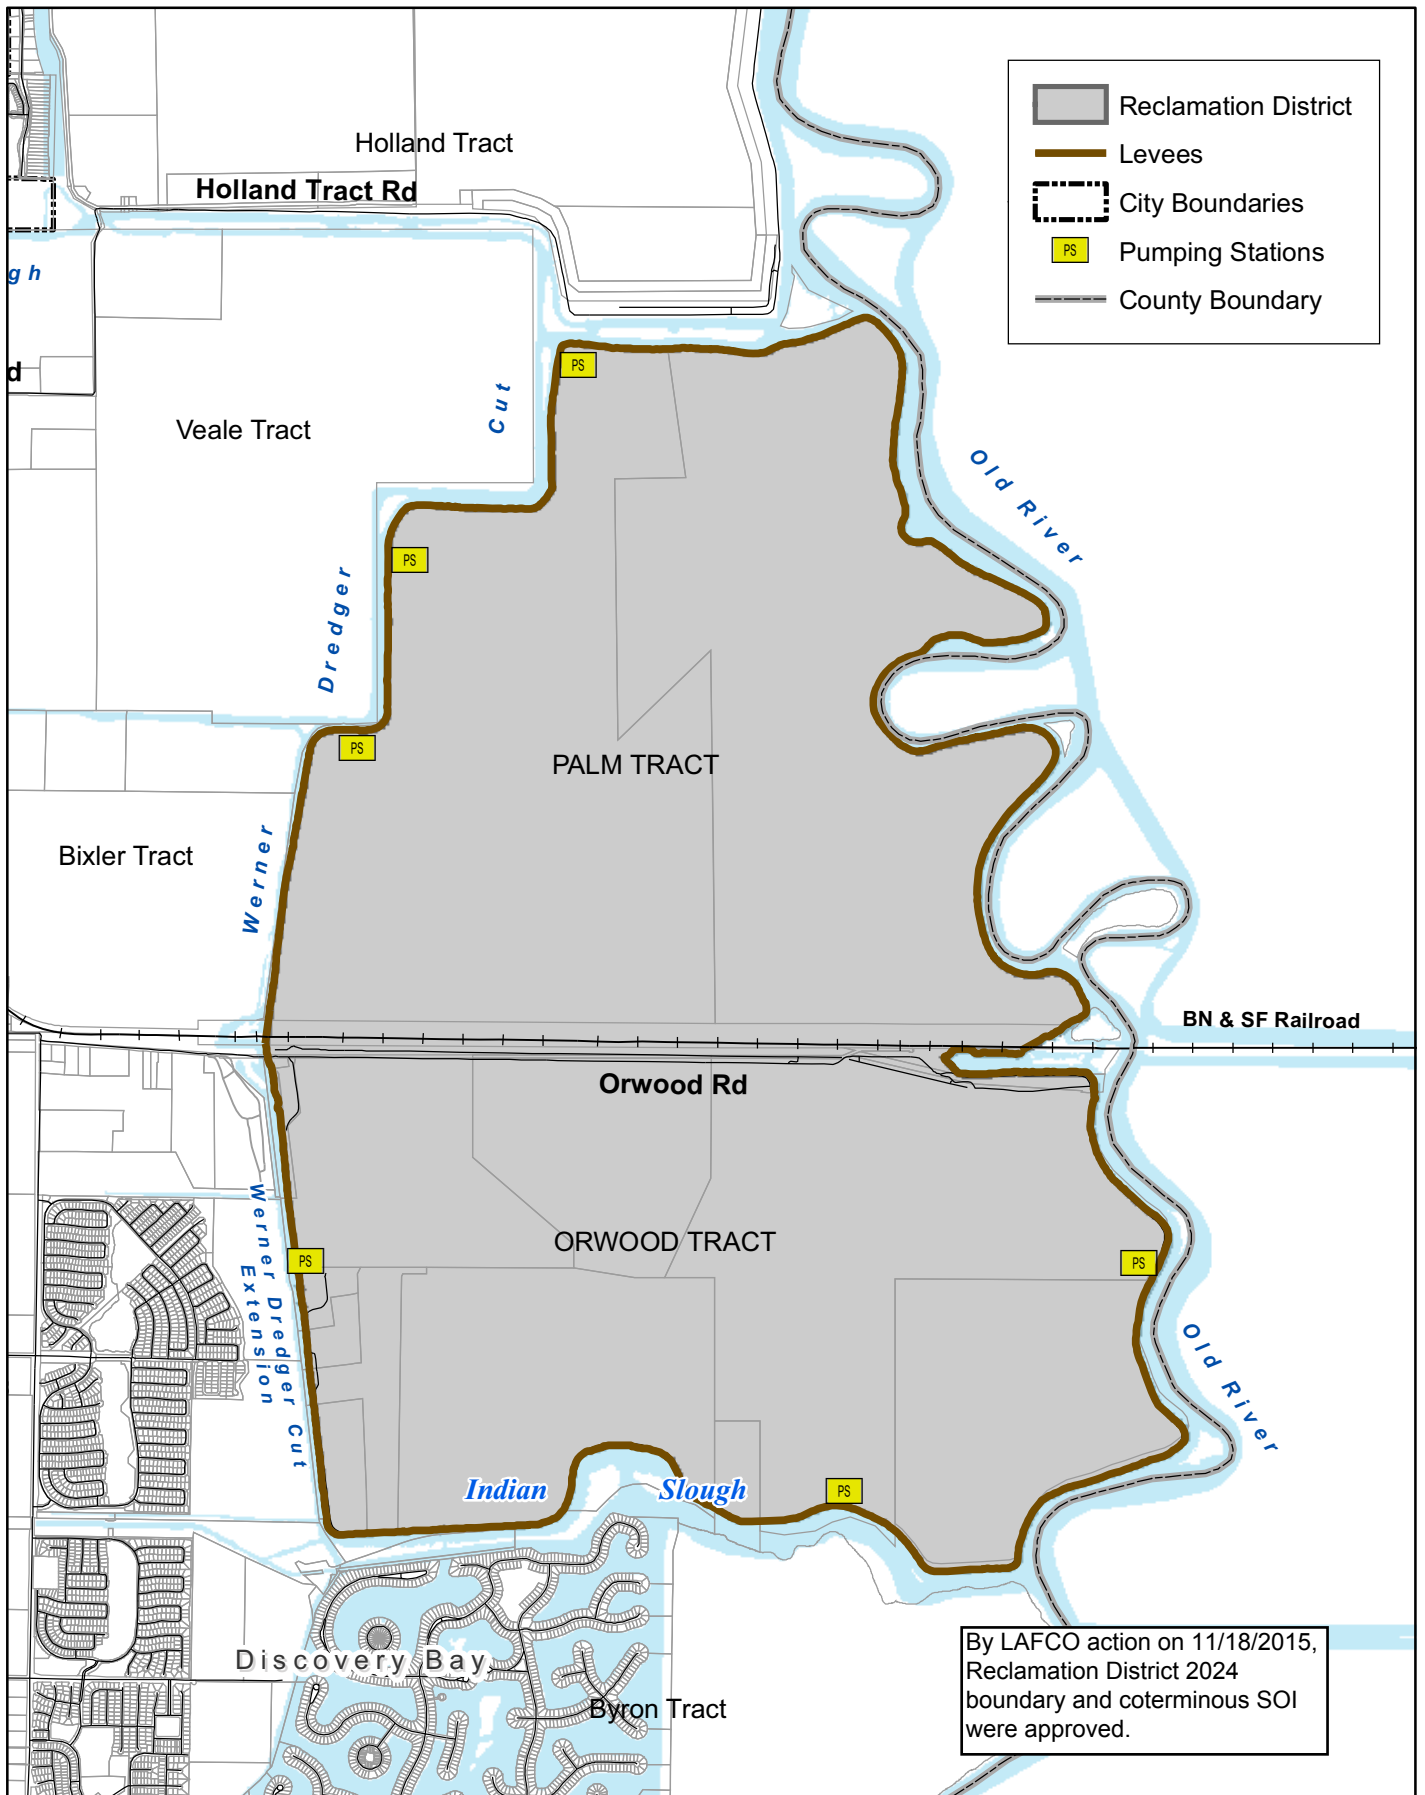 Holland Tract
Holland Tract Rd
Reclamation District
Levees
City Boundaries
PS
Pumping Stations
County Boundary
gh
d
PS
Cut
Veale Tract
Old River
PS
Dredger
PS
PALM TRACT
Bixler Tract
Werner
BN & SF Railroad
Orwood Rd
Werner Dredger Cut
Extension
ORWOOD TRACT
PS
PS
Old River
Indian Slough
PS
Discovery Bay
Byron Tract
By LAFCO action on 11/18/2015,
Reclamation District 2024
boundary and coterminous SOI
were approved.